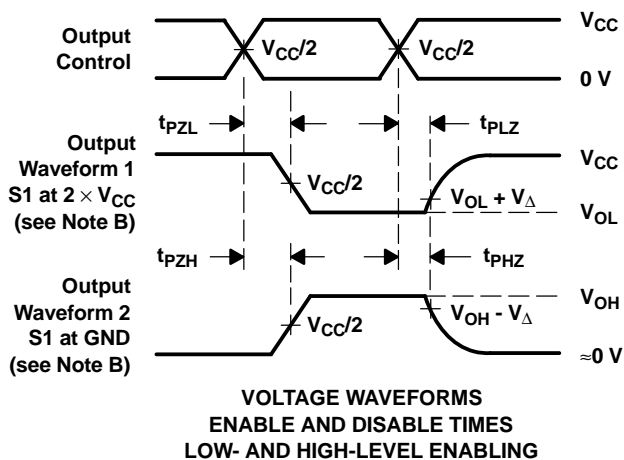 Output
Control
V_CC/2
V_CC/2
V_CC
0 V
t_PZL
t_PLZ
Output
Waveform 1
S1 at 2 × V_CC
(see Note B)
V_CC/2
V_CC
V_OL + V_Δ
V_OL
t_PZH
t_PHZ
Output
Waveform 2
S1 at GND
(see Note B)
V_CC/2
V_OH
V_OH - V_Δ
≈0 V
VOLTAGE WAVEFORMS
ENABLE AND DISABLE TIMES
LOW- AND HIGH-LEVEL ENABLING